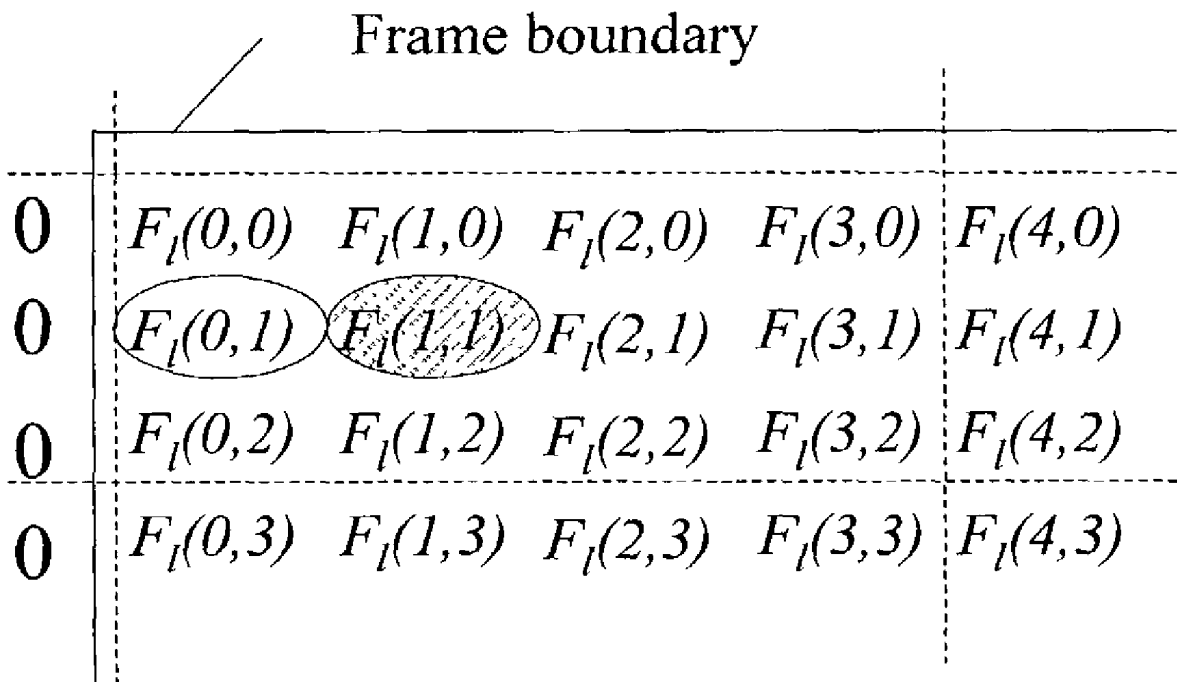 Frame boundary
0 F_l(0,0) F_l(1,0) F_l(2,0) F_l(3,0) F_l(4,0)
0 F_l(0,1) F_l(1,1) F_l(2,1) F_l(3,1) F_l(4,1)
0 F_l(0,2) F_l(1,2) F_l(2,2) F_l(3,2) F_l(4,2)
0 F_l(0,3) F_l(1,3) F_l(2,3) F_l(3,3) F_l(4,3)